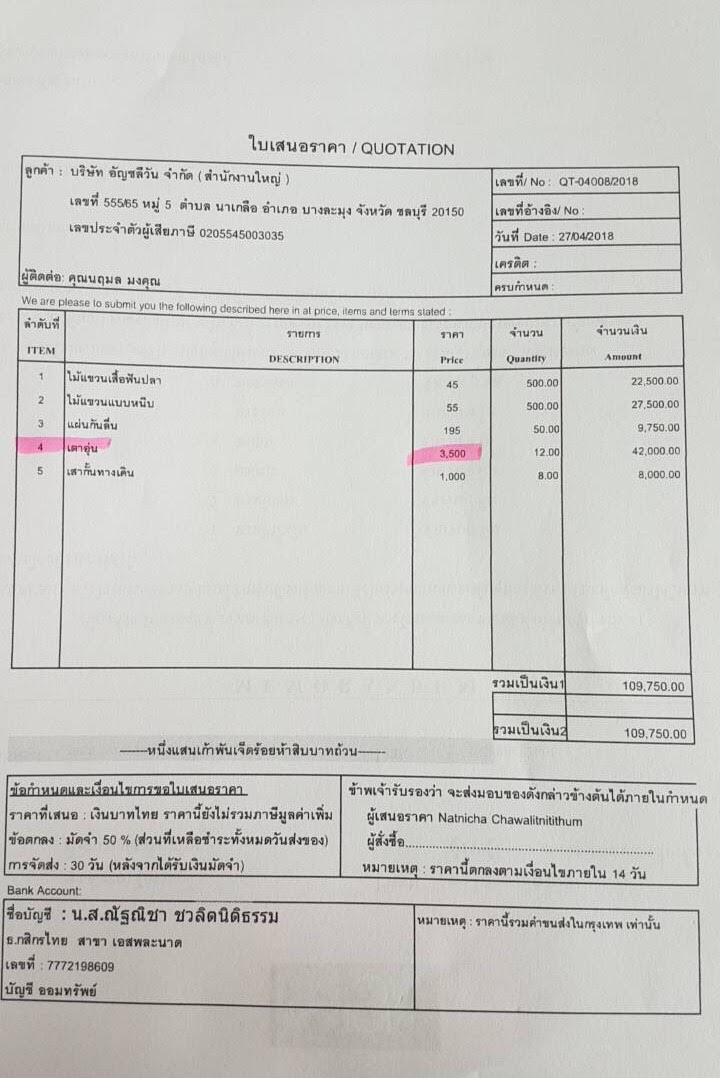 ใบเสนอราคา / QUOTATION
ลูกค้า : บริษัท อัญชลีวัน จำกัด ( สำนักงานใหญ่ )
เลขที่ 555/65 หมู่ 5 ตำบล นาเกลือ อำเภอ บางละมุง จังหวัด ชลบุรี 20150
เลขประจำตัวผู้เสียภาษี 0205545003035
ผู้ติดต่อ: คุณนฤมล มงคุณ
เลขที่/ No : QT-04008/2018
เลขที่อ้างอิง/ No :
วันที่ Date : 27/04/2018
เครดิต :
ครบกำหนด :
We are please to submit you the following described here in at price, items and terms stated :
ลำดับที่ รายการ ราคา จำนวน จำนวนเงิน
ITEM DESCRIPTION Price Quantity Amount
1 ไม้แขวนเสื้อฟันปลา 45 500.00 22,500.00
2 ไม้แขวนแบบหนีบ 55 500.00 27,500.00
3 แผ่นกันลื่น 195 50.00 9,750.00
4 เตาอุ่น 3,500 12.00 42,000.00
5 เสากั้นทางเดิน 1,000 8.00 8,000.00
รวมเป็นเงิน1 109,750.00
รวมเป็นเงิน2 109,750.00
-------หนึ่งแสนเก้าพันเจ็ดร้อยห้าสิบบาทถ้วน-------
ข้อกำหนดและเงื่อนไขการขอใบเสนอราคา
ราคาที่เสนอ : เงินบาทไทย ราคานี้ยังไม่รวมภาษีมูลค่าเพิ่ม
ข้อตกลง : มัดจำ 50 % (ส่วนที่เหลือชำระทั้งหมดวันส่งของ)
การจัดส่ง : 30 วัน (หลังจากได้รับเงินมัดจำ)
ข้าพเจ้ารับรองว่า จะส่งมอบของดังกล่าวข้างต้นได้ภายในกำหนด
ผู้เสนอราคา Natnicha Chawalitnitithum
ผู้สั่งซื้อ..............................................................
หมายเหตุ : ราคานี้ตกลงตามเงื่อนไขภายใน 14 วัน
Bank Account:
ชื่อบัญชี : น.ส.ณัฐณิชา ชวลิตนิติธรรม
ธ.กสิกรไทย สาขา เอสพละนาด
เลขที่ : 7772198609
บัญชี ออมทรัพย์
หมายเหตุ : ราคานี้รวมค่าขนส่งในกรุงเทพ เท่านั้น